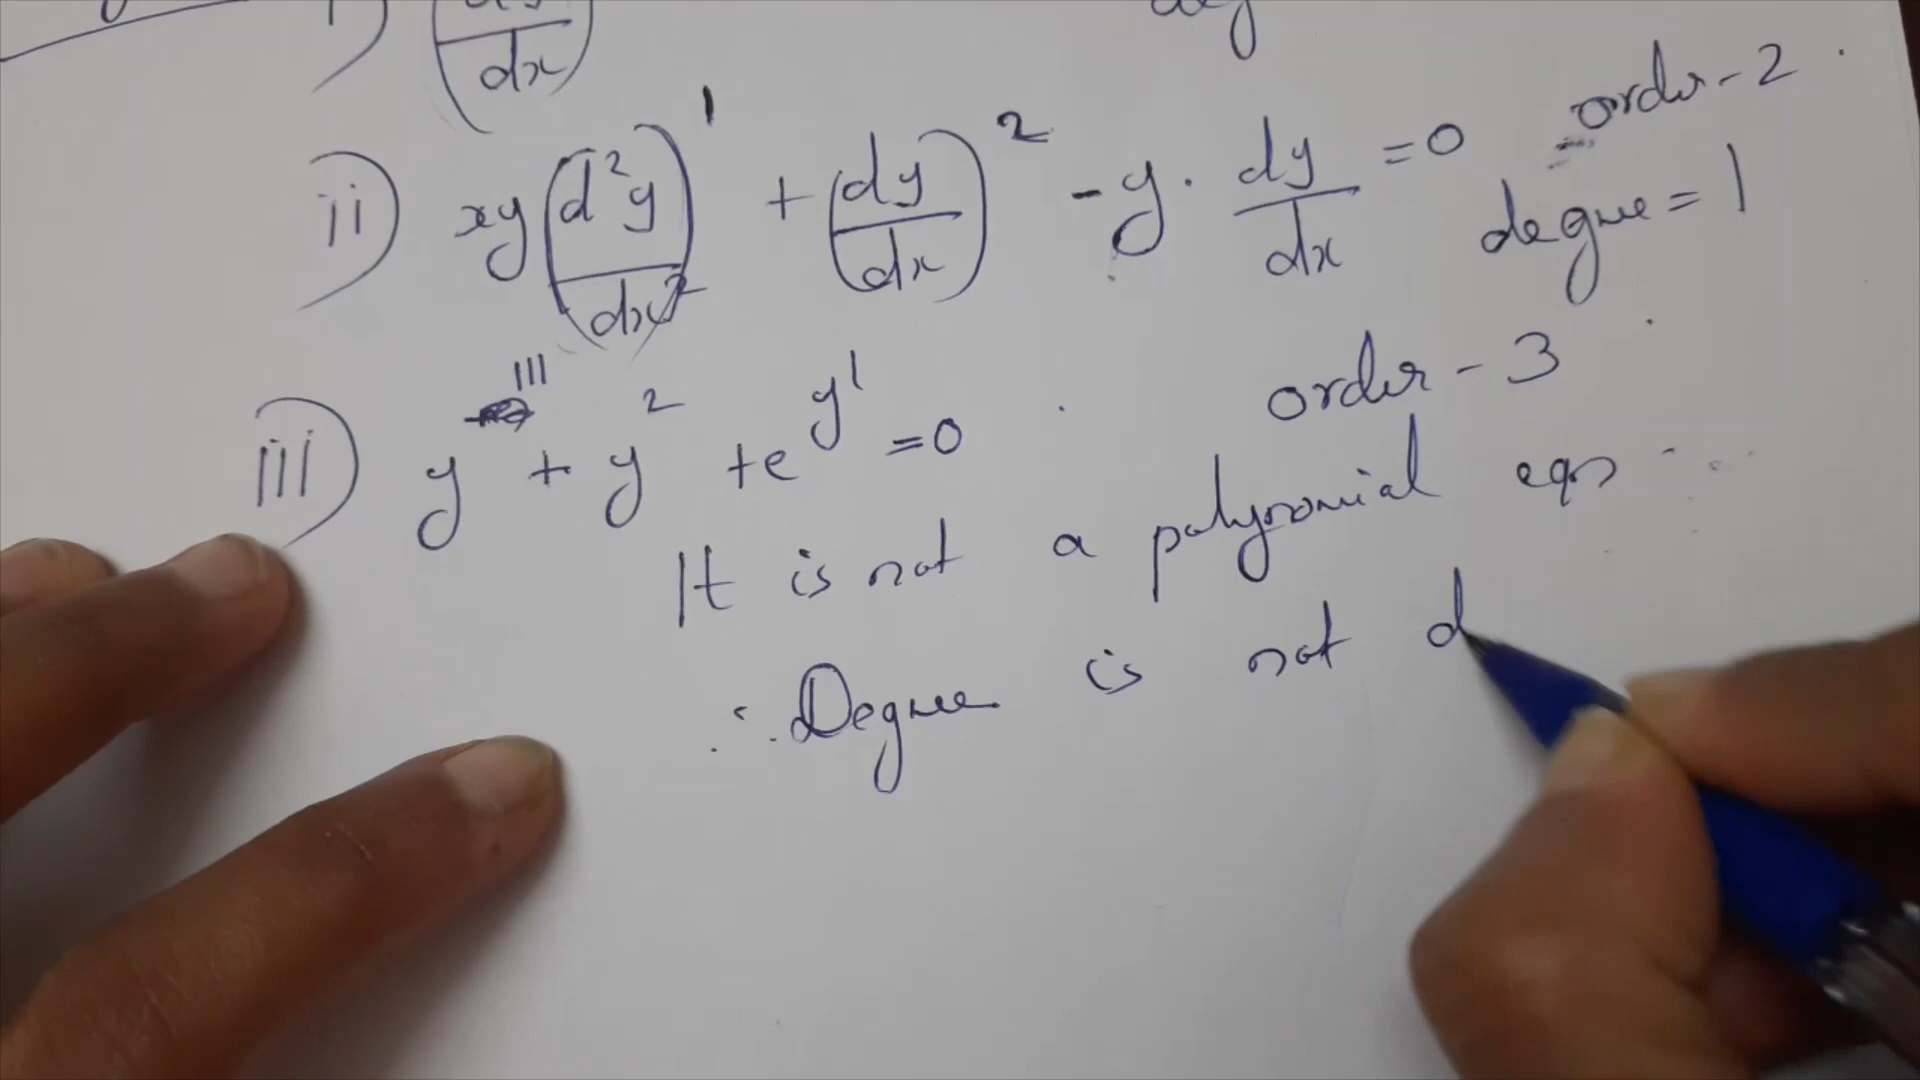 dx
ii) xy(d²y/dx²)¹ + (dy/dx)² - y. dy/dx = 0 order - 2
degree = 1
iii) y''' + y² + e^y' = 0 order - 3
It is not a polynomial eqn
∴ Degree is not d